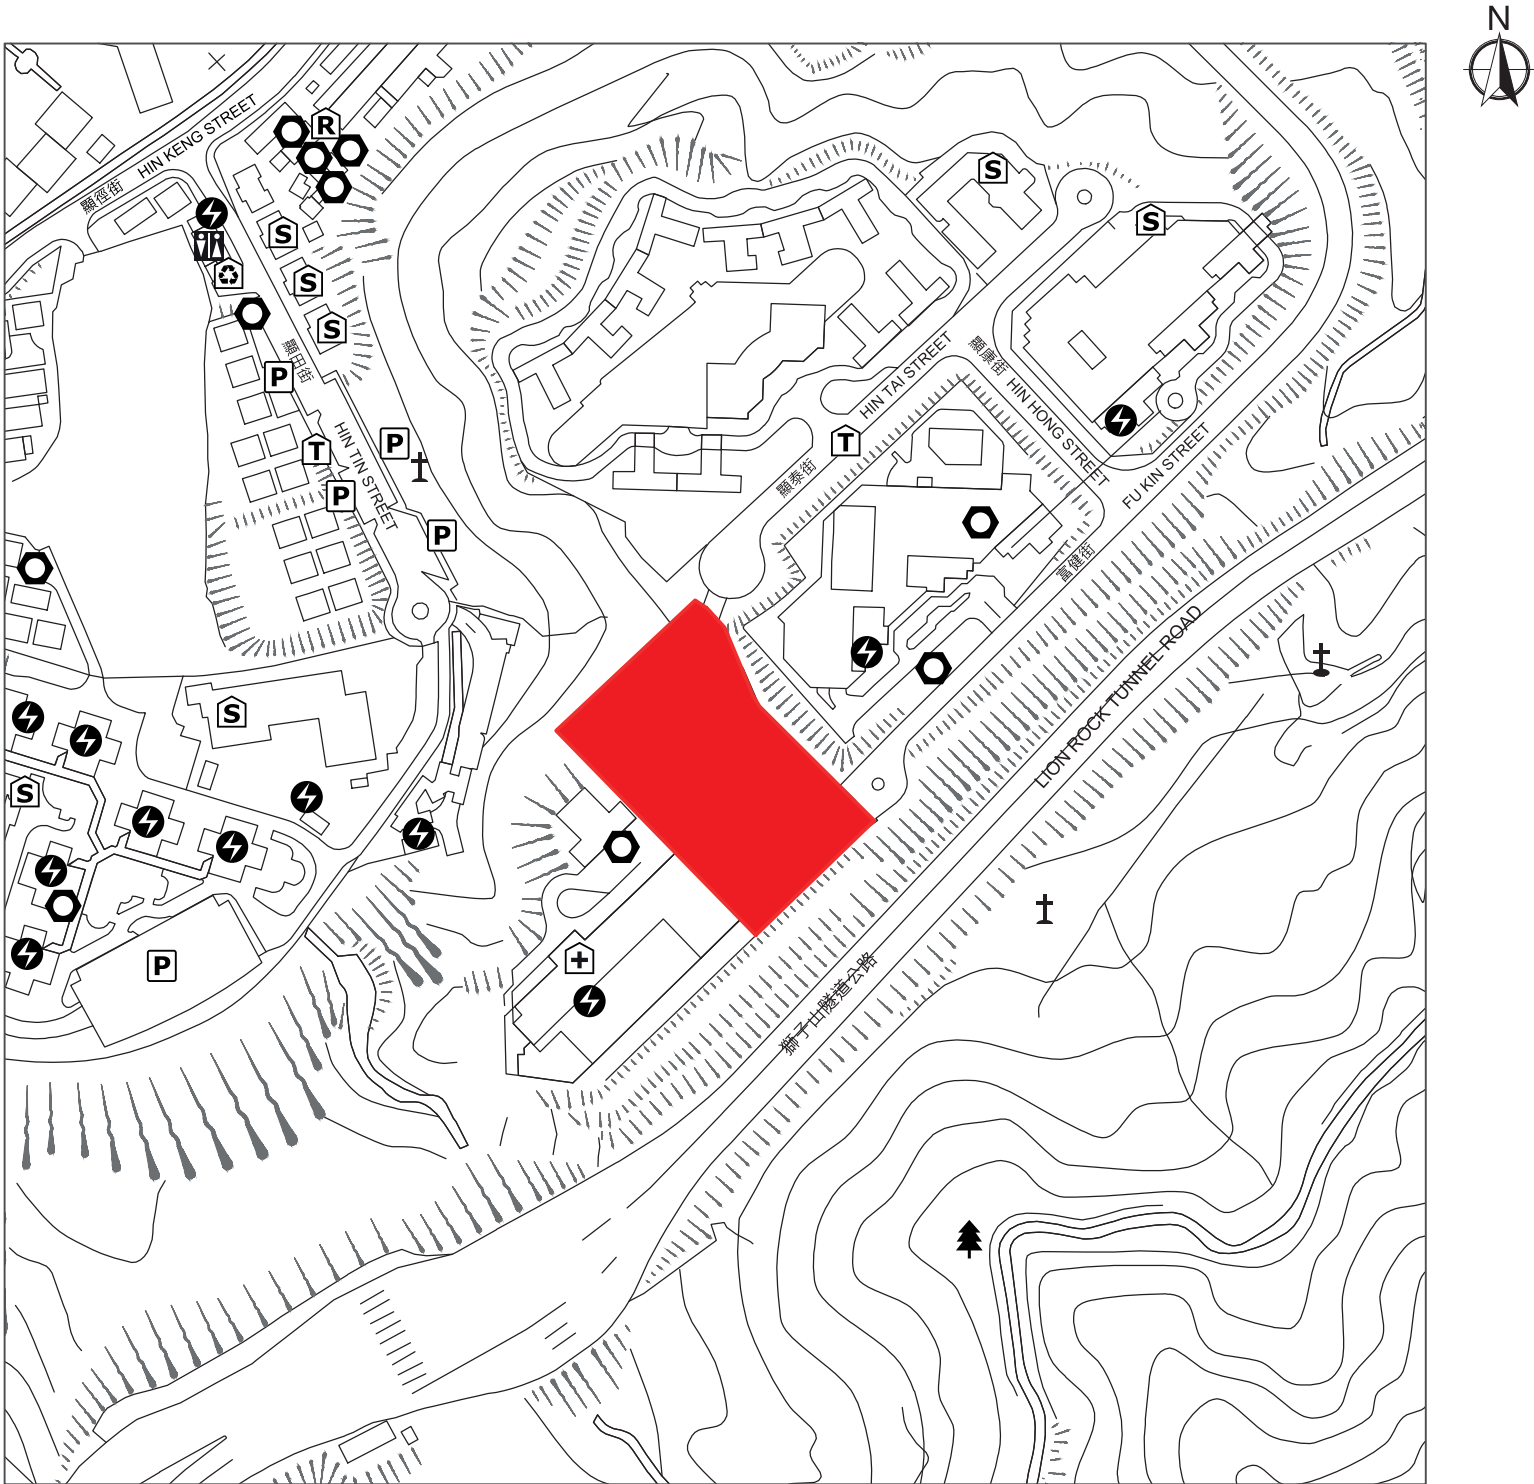 N
HIN KENG STREET
顯徑街
R
S
S
S
S
S
顯田街
P
HIN TIN STREET
T
P
P
P
HIN TAI STREET
顯泰街
T
顯康街
HIN HONG STREET
FU KIN STREET
富健街
LION ROCK TUNNEL ROAD
獅子山隧道公路
S
S
P